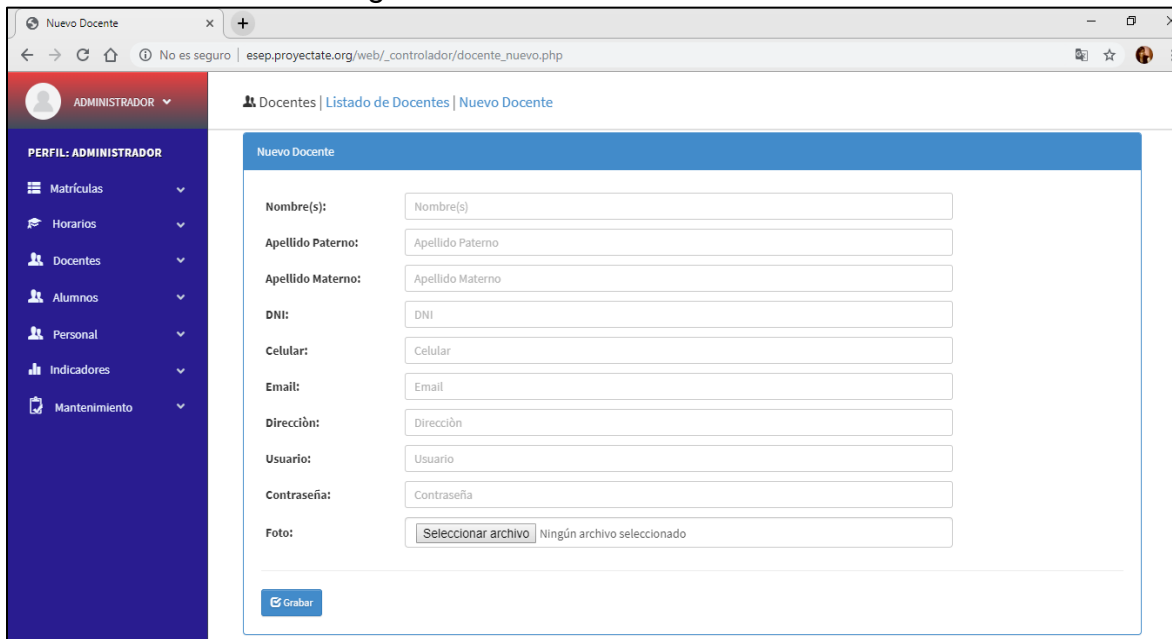 Nuevo Docente
No es seguro | esep.proyectate.org/web/_controlador/docente_nuevo.php
ADMINISTRADOR
Docentes | Listado de Docentes | Nuevo Docente
PERFIL: ADMINISTRADOR
Matrículas
Horarios
Docentes
Alumnos
Personal
Indicadores
Mantenimiento
Nuevo Docente
Nombre(s): Nombre(s)
Apellido Paterno: Apellido Paterno
Apellido Materno: Apellido Materno
DNI: DNI
Celular: Celular
Email: Email
Direcciòn: Direcciòn
Usuario: Usuario
Contraseña: Contraseña
Foto: Seleccionar archivo Ningún archivo seleccionado
Grabar